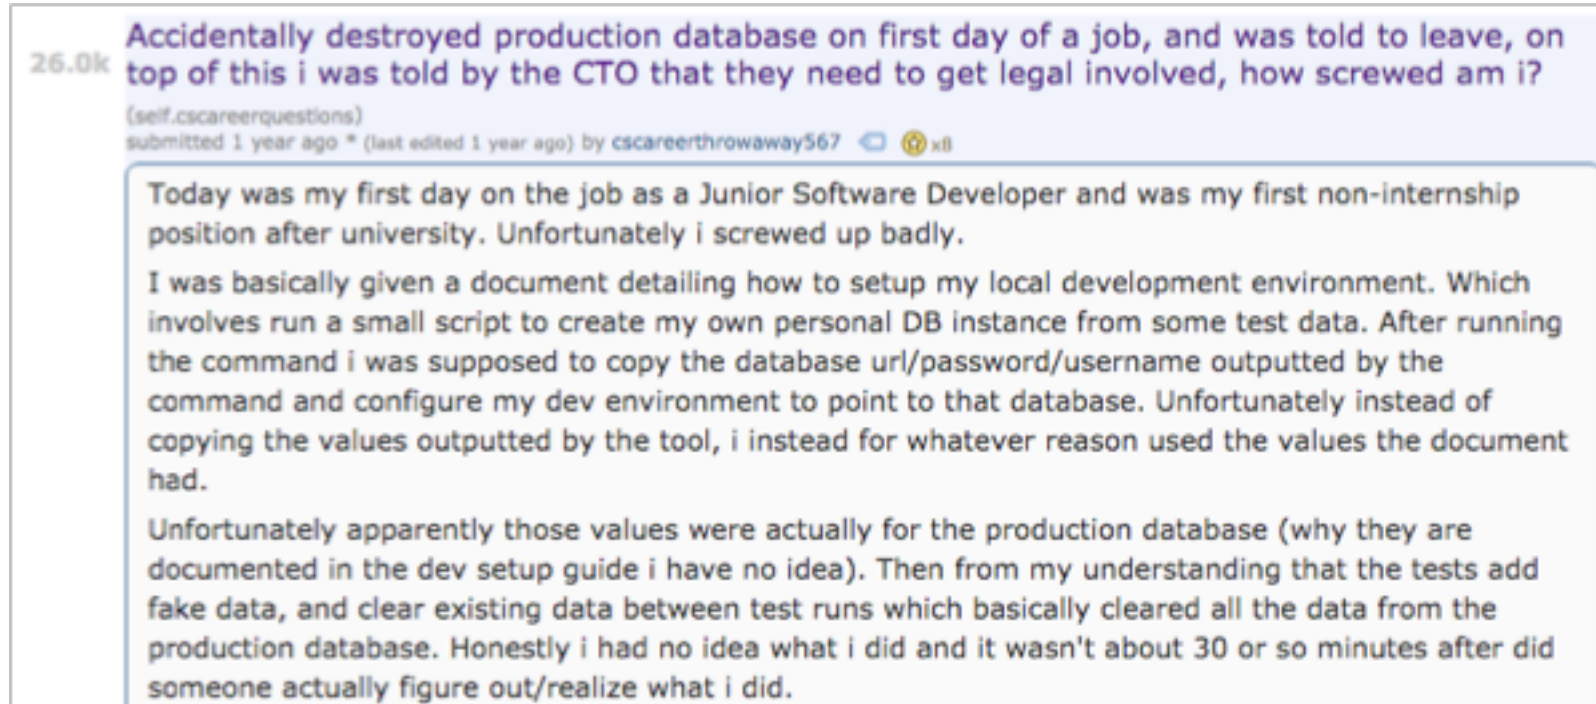 Accidentally destroyed production database on first day of a job, and was told to leave, on
26.0k
top of this i was told by the CTO that they need to get legal involved, how screwed am i?
(self.cscareerquestions)
submitted 1 year ago * (last edited 1 year ago) by cscareerthrowaway567 x8
Today was my first day on the job as a Junior Software Developer and was my first non-internship
position after university. Unfortunately i screwed up badly.
I was basically given a document detailing how to setup my local development environment. Which
involves run a small script to create my own personal DB instance from some test data. After running
the command i was supposed to copy the database url/password/username outputted by the
command and configure my dev environment to point to that database. Unfortunately instead of
copying the values outputted by the tool, i instead for whatever reason used the values the document
had.
Unfortunately apparently those values were actually for the production database (why they are
documented in the dev setup guide i have no idea). Then from my understanding that the tests add
fake data, and clear existing data between test runs which basically cleared all the data from the
production database. Honestly i had no idea what i did and it wasn't about 30 or so minutes after did
someone actually figure out/realize what i did.